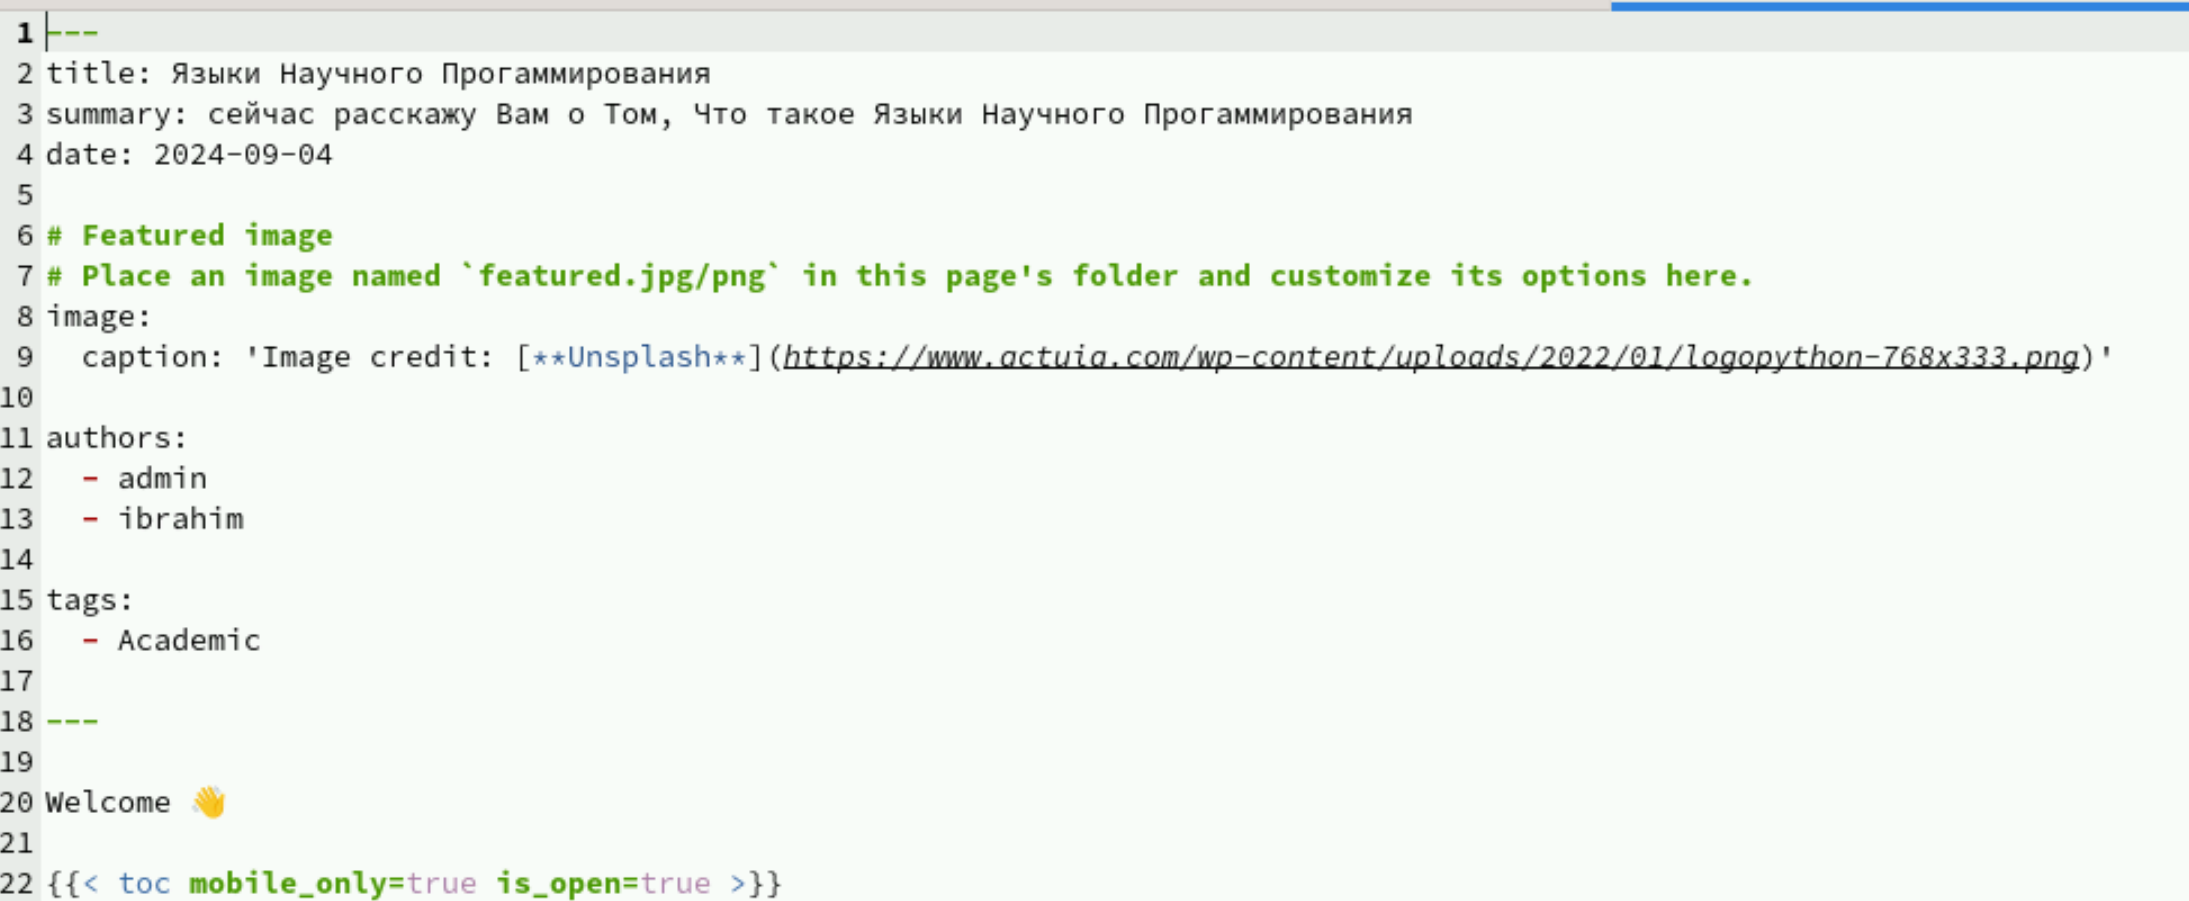 1 ---
2 title: Языки Научного Прогаммирования
3 summary: сейчас расскажу Вам о Том, Что такое Языки Научного Прогаммирования
4 date: 2024-09-04
5
6 # Featured image
7 # Place an image named `featured.jpg/png` in this page's folder and customize its options here.
8 image:
9   caption: 'Image credit: [**Unsplash**](https://www.actuia.com/wp-content/uploads/2022/01/logopython-768x333.png)'
10
11 authors:
12   - admin
13   - ibrahim
14
15 tags:
16   - Academic
17
18 ---
19
20 Welcome 👋
21
22 {{< toc mobile_only=true is_open=true >}}